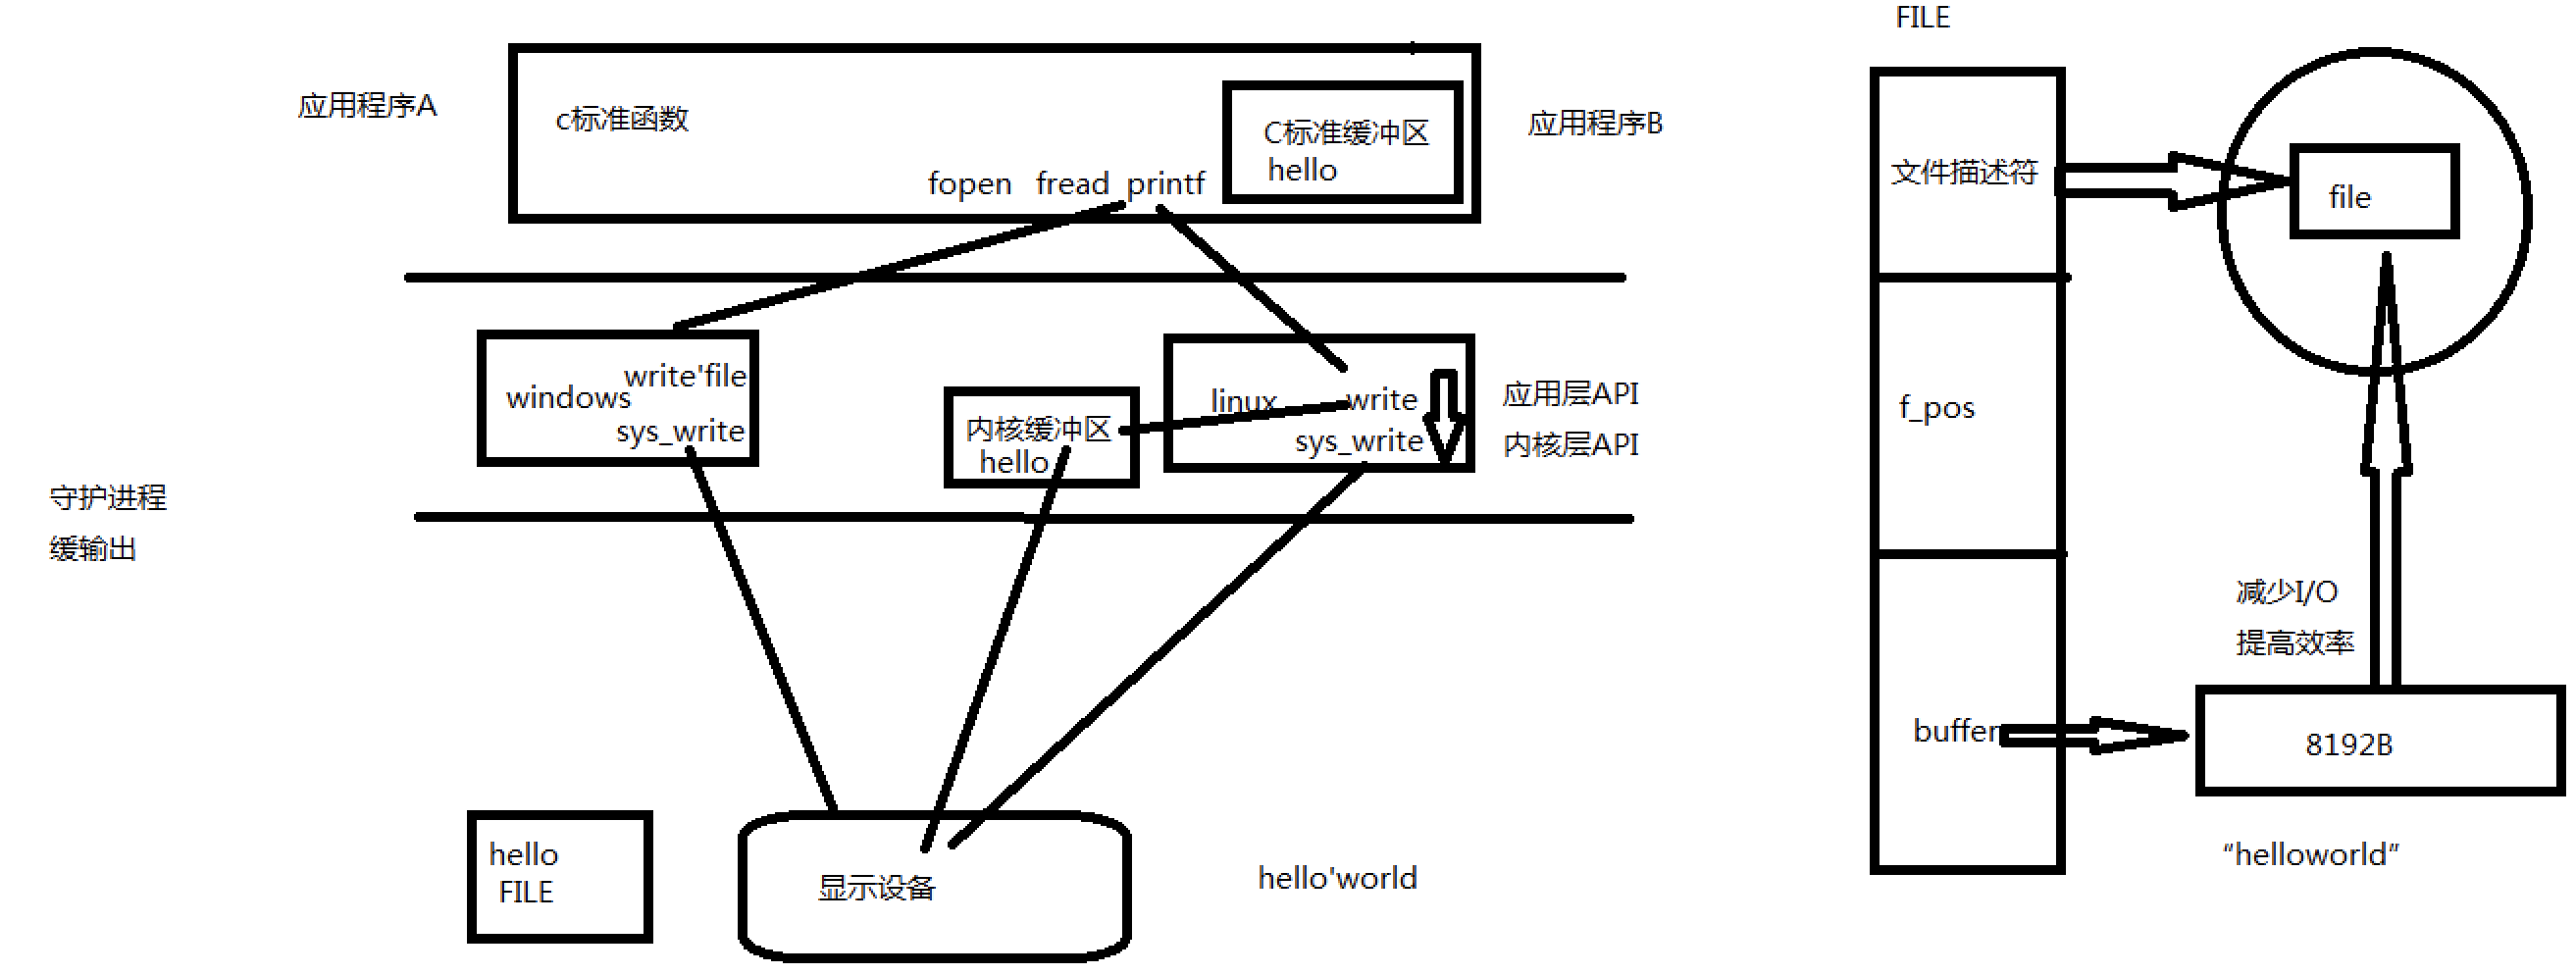 FILE
应用程序A
c标准函数
C标准缓冲区
hello
应用程序B
fopen fread printf
文件描述符
file
write'file
windows
sys_write
内核缓冲区
hello
linux
write
sys_write
应用层API
内核层API
f_pos
守护进程
缓输出
减少I/O
提高效率
buffer
8192B
hello
FILE
显示设备
hello'world
“helloworld”